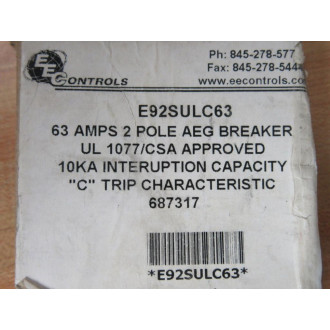 EE CONTROLS
Ph: 845-278-577
Fax: 845-278-544
www.eecontrols.c
E92SULC63
63 AMPS 2 POLE AEG BREAKER
UL 1077/CSA APPROVED
10KA INTERUPTION CAPACITY
"C" TRIP CHARACTERISTIC
687317
*E92SULC63*